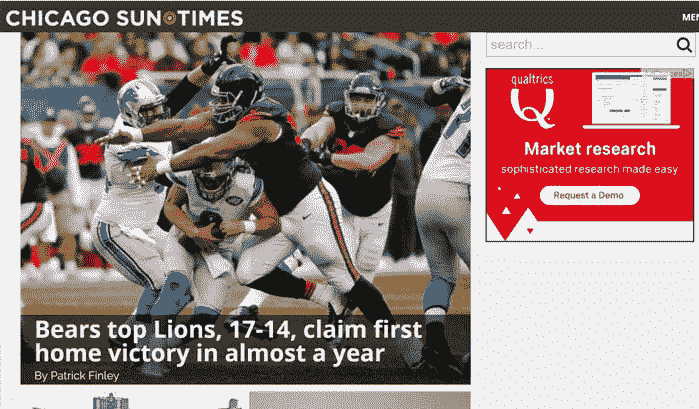 CHICAGO SUN TIMES
MEN
search...
qualtrics
Market research
sophisticated research made easy
Request a Demo
Bears top Lions, 17-14, claim first
home victory in almost a year
By Patrick Finley